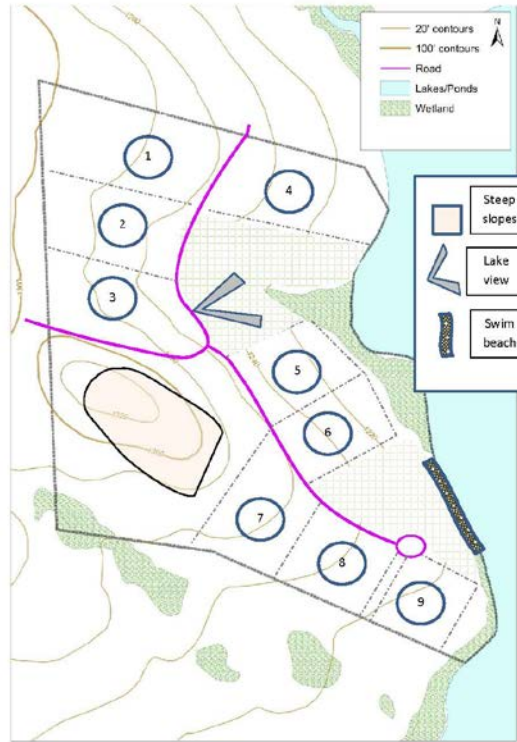 N
20' contours
100' contours
Road
Lakes/Ponds
Wetland
Steep
slopes
Lake
view
Swim
beach
1
2
3
4
5
6
7
8
9